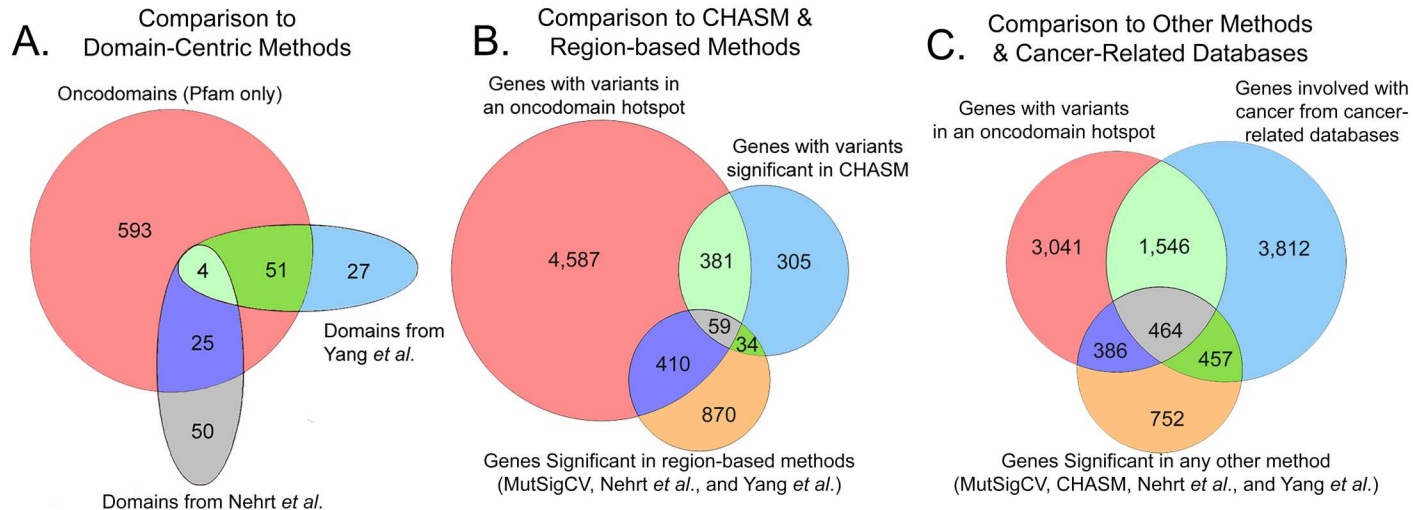 A.
Comparison to
Domain-Centric Methods
Oncodomains (Pfam only)
593
4
51
27
25
50
Domains from
Yang et al.
Domains from Nehrt et al.
B.
Comparison to CHASM &
Region-based Methods
Genes with variants in
an oncodomain hotspot
Genes with variants
significant in CHASM
4,587
381
305
59
34
410
870
Genes Significant in region-based methods
(MutSigCV, Nehrt et al., and Yang et al.)
C.
Comparison to Other Methods
& Cancer-Related Databases
Genes with variants
in an oncodomain hotspot
Genes involved with
cancer from cancer-
related databases
3,041
1,546
3,812
464
386
457
752
Genes Significant in any other method
(MutSigCV, CHASM, Nehrt et al., and Yang et al.)